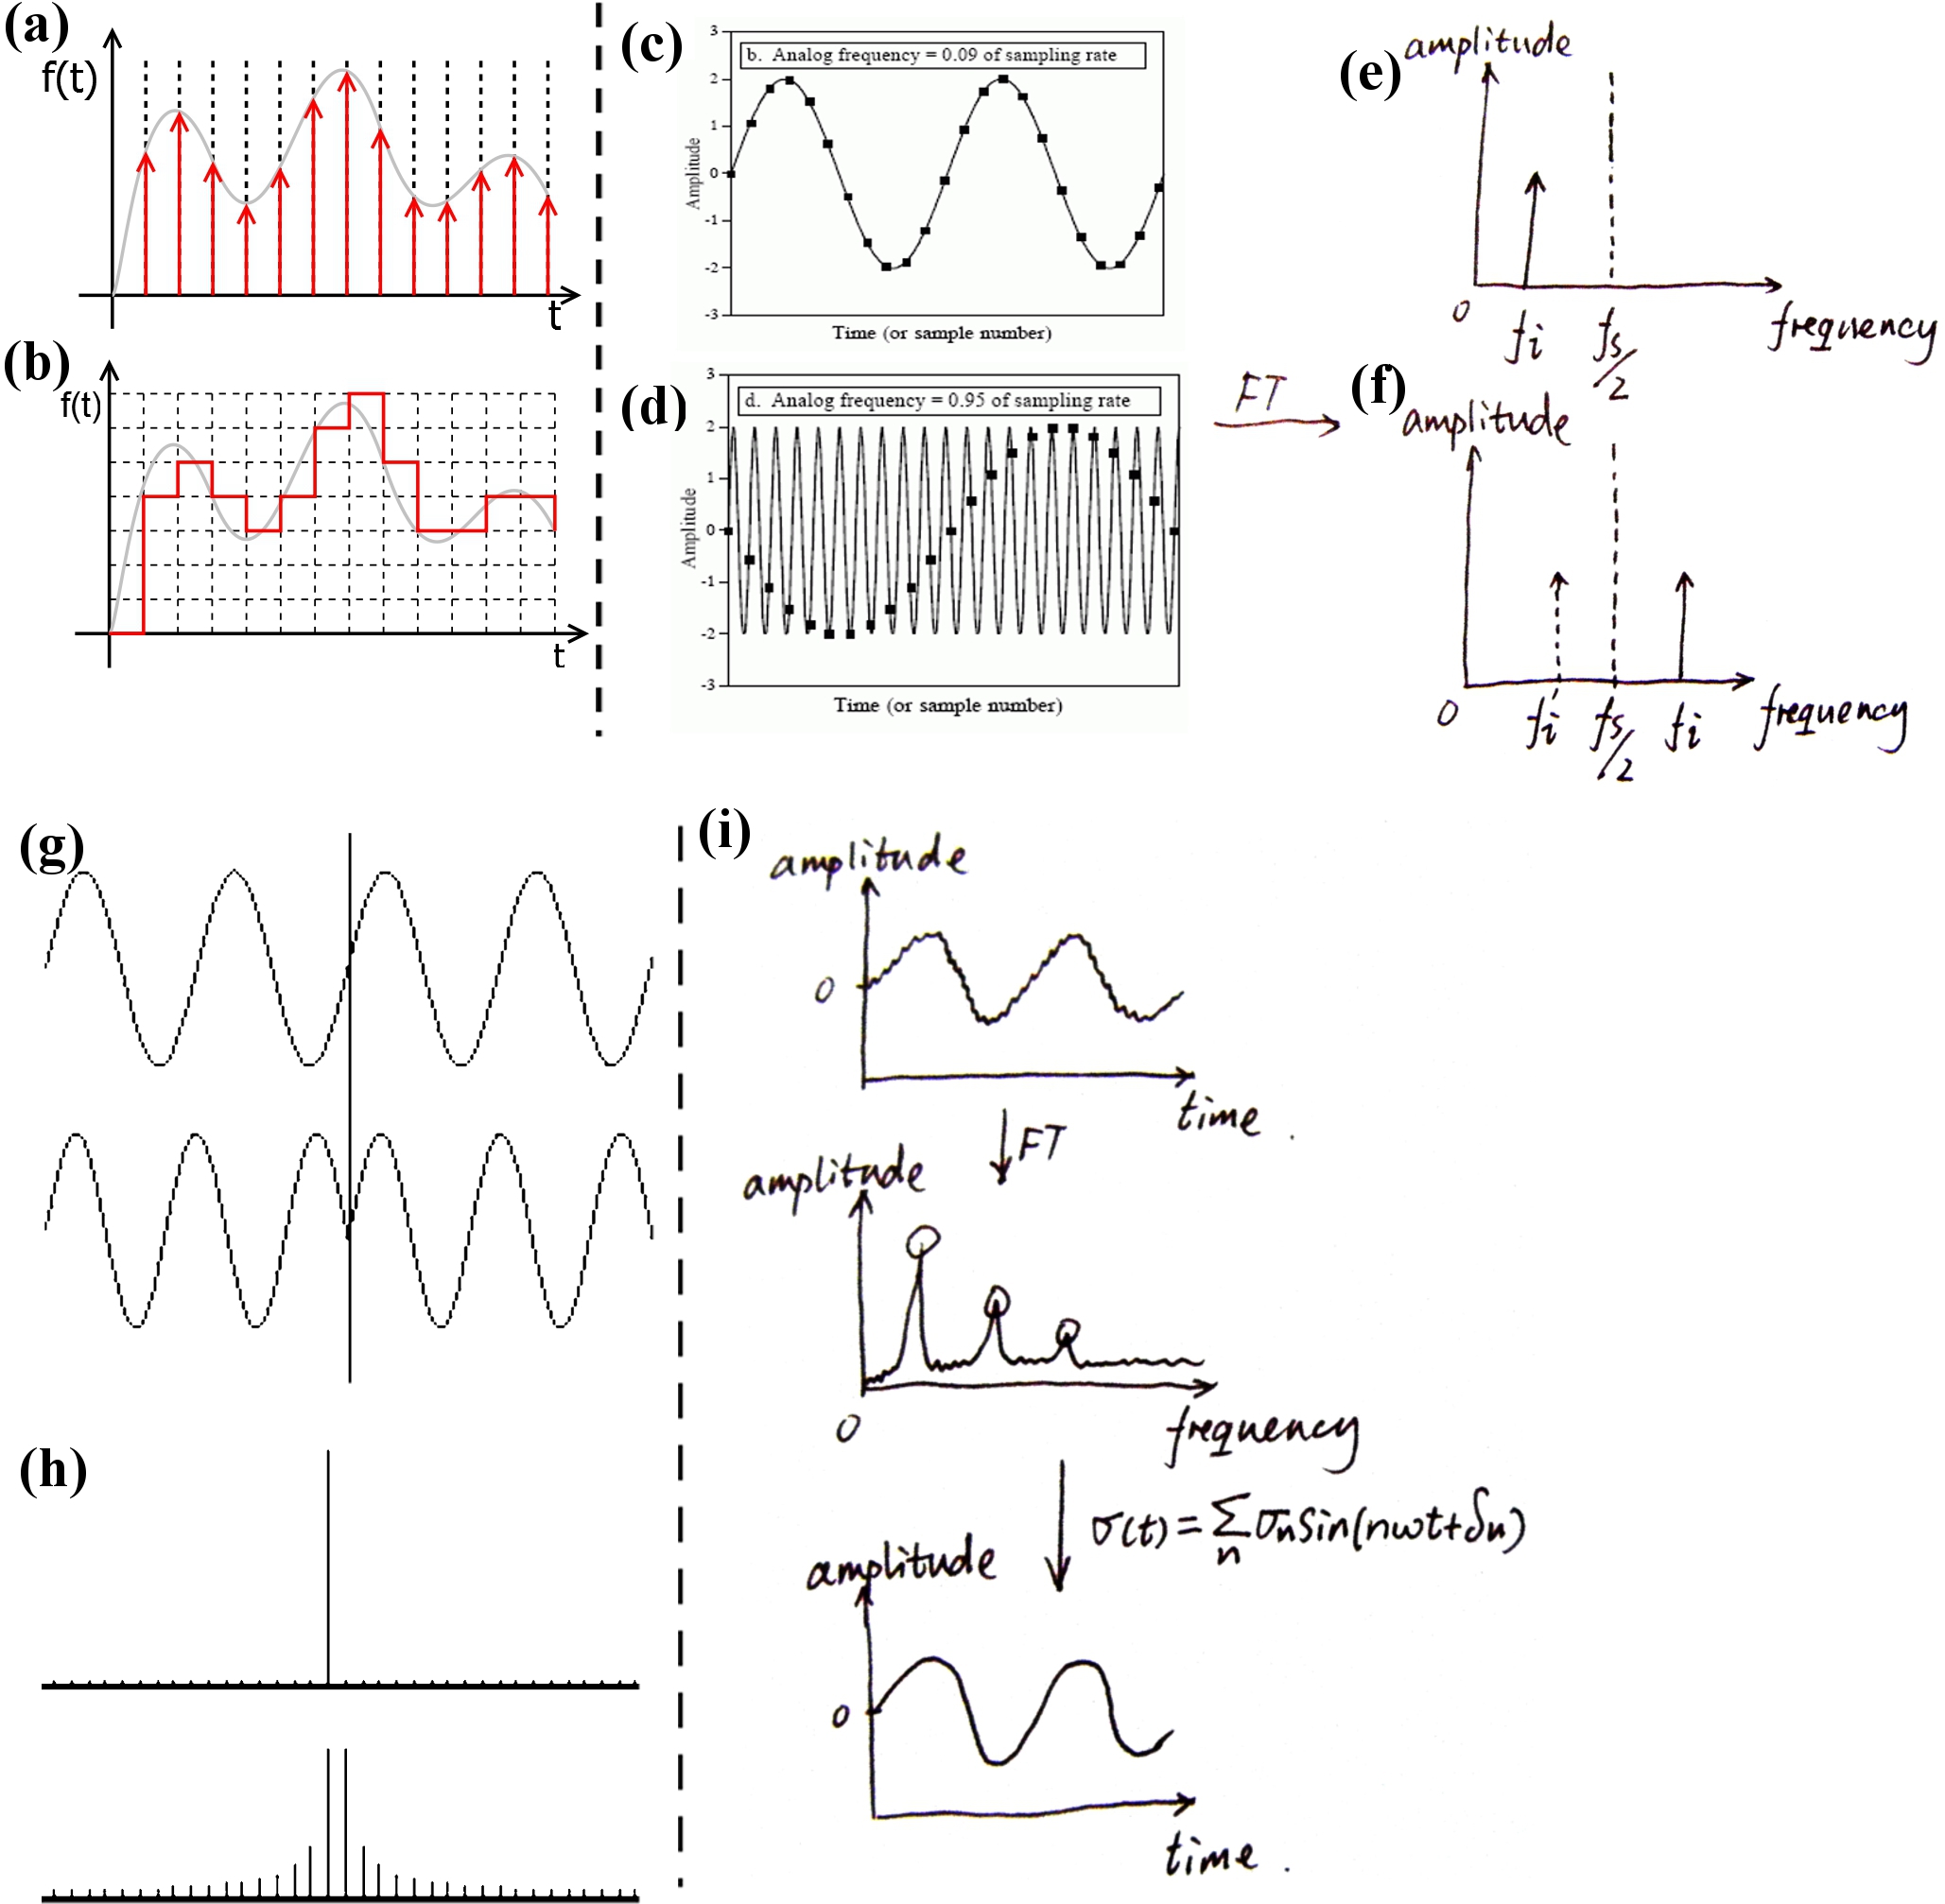 (a)
f(t)
t
(b)
f(t)
t
(c)
3
b. Analog frequency = 0.09 of sampling rate
2
1
0
-1
-2
-3
Amplitude
Time (or sample number)
(d)
3
d. Analog frequency = 0.95 of sampling rate
2
1
0
-1
-2
-3
Amplitude
Time (or sample number)
FT
(e)
amplitude
0
fi
fs/2
frequency
(f)
amplitude
0
fi
fs/2
fi
frequency
(g)
(h)
(i)
amplitude
0
time .
FT
amplitude
0
frequency
σ(t)=∑n σn sin(nωt+δn)
amplitude
0
time .